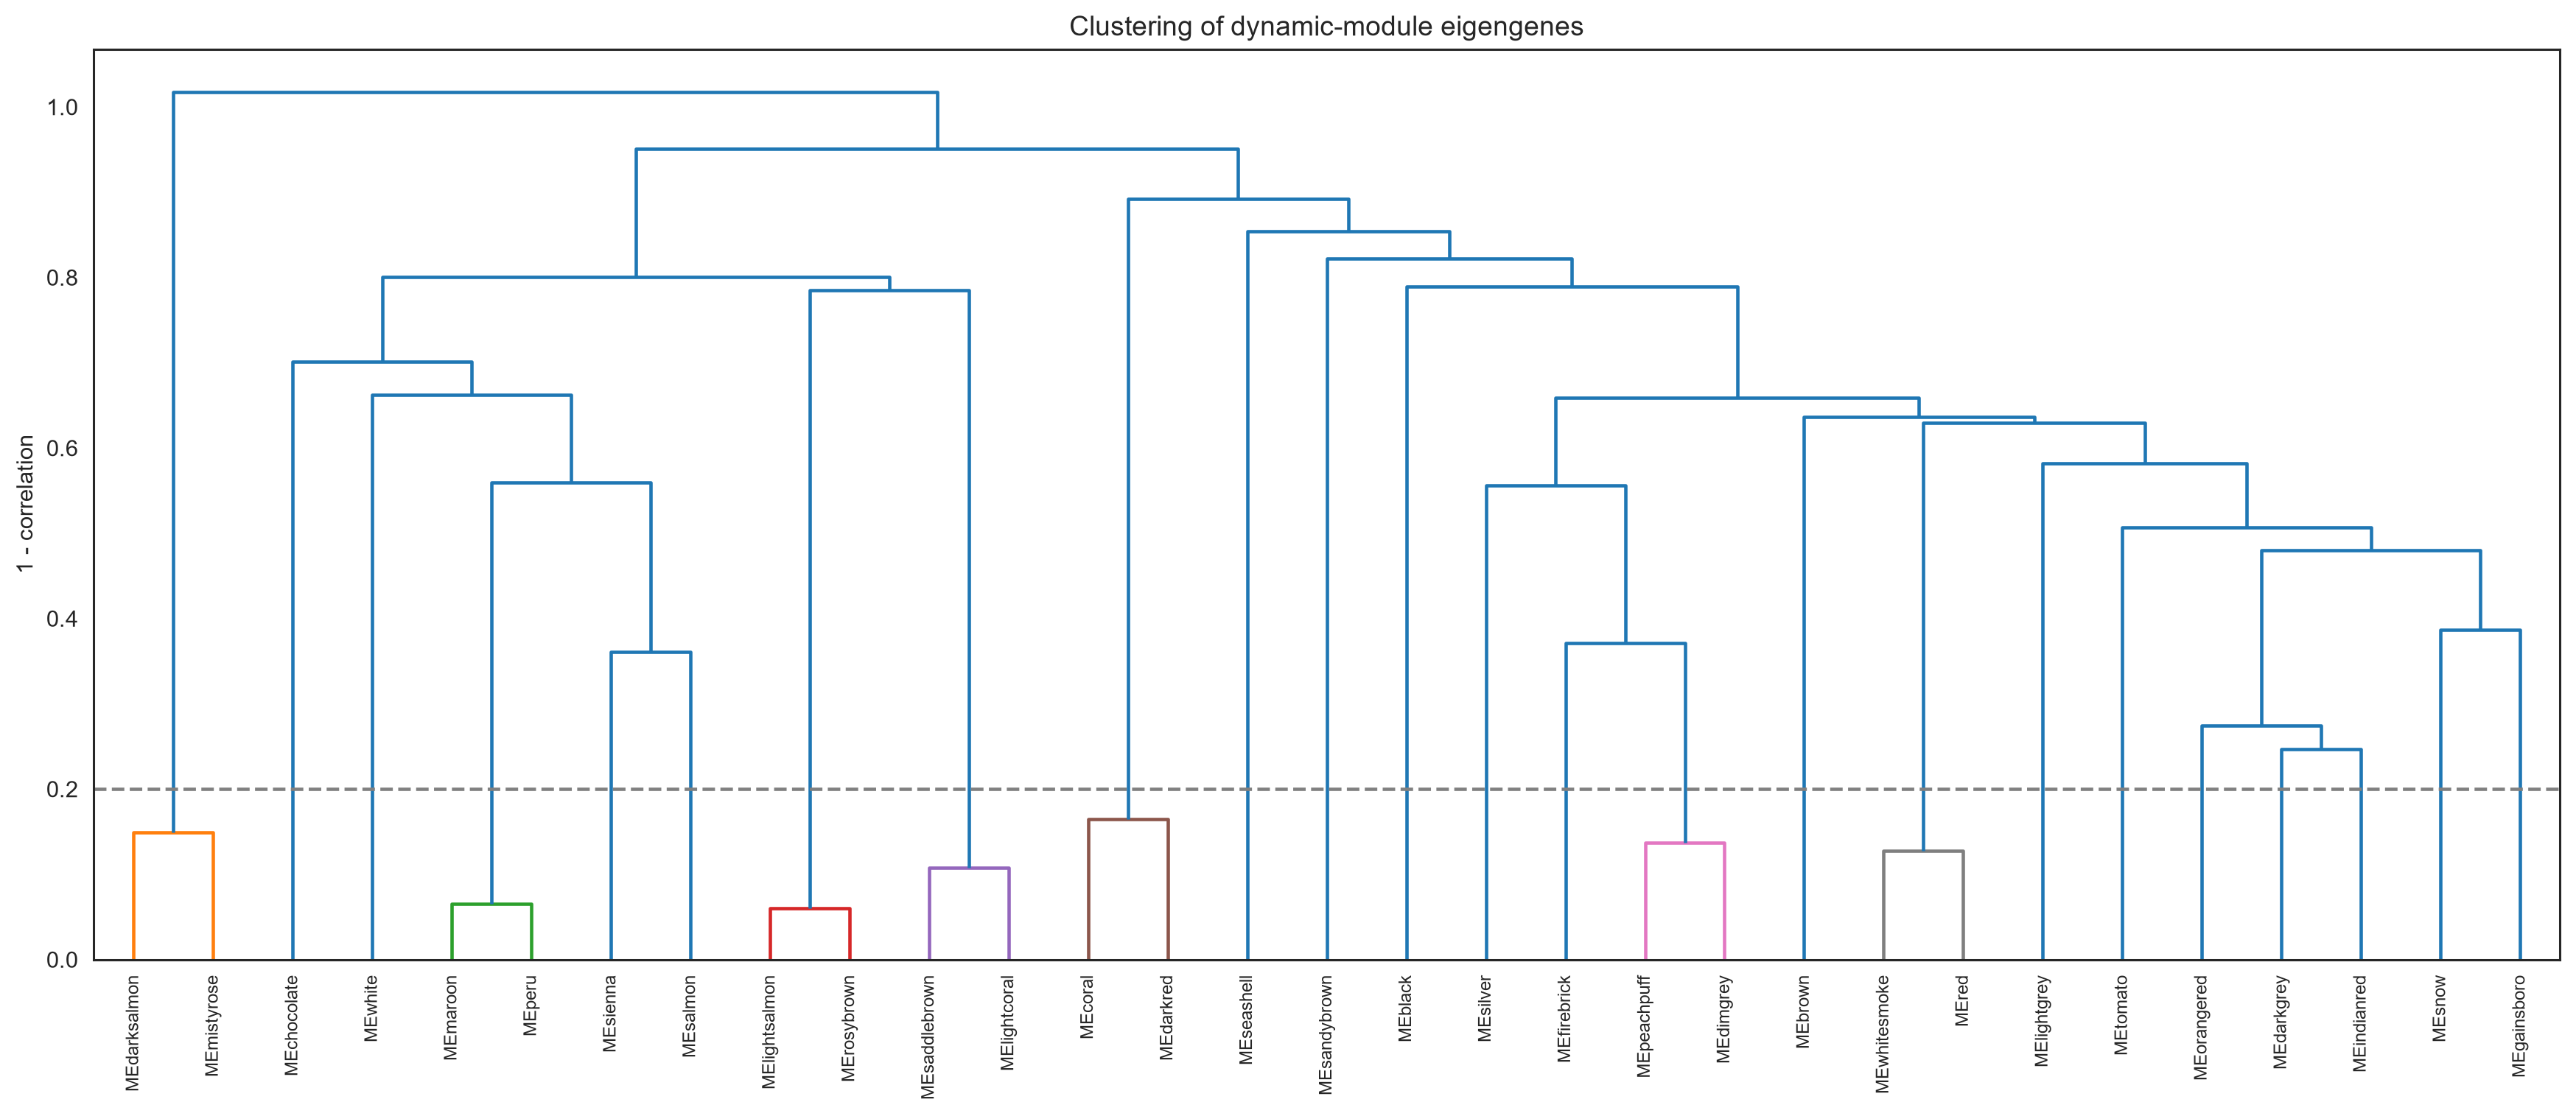 Clustering of dynamic-module eigengenes
1 - correlation
1.0
0.8
0.6
0.4
0.2
0.0
MEdarksalmon
MEmistyrose
MEchocolate
MEwhite
MEmaroon
MEperu
MEsienna
MEsalmon
MElightsalmon
MErosybrown
MEsaddlebrown
MElightcoral
MEcoral
MEdarkred
MEseashell
MEsandybrown
MEblack
MEsilver
MEfirebrick
MEpeachpuff
MEdimgrey
MEbrown
MEwhitesmoke
MEred
MElightgrey
MEtomato
MEorangered
MEdarkgrey
MEindianred
MEsnow
MEgainsboro